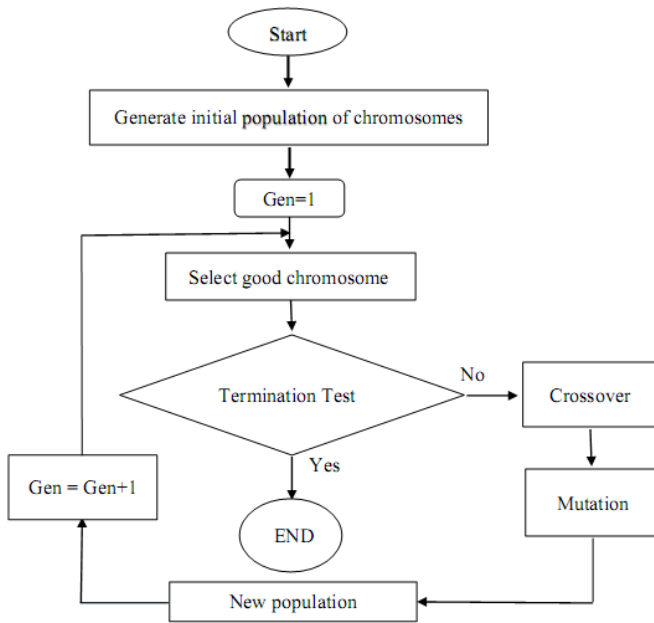 Start
Generate initial population of chromosomes
Gen=1
Select good chromosome
Termination Test
No
Crossover
Yes
Gen = Gen+1
Mutation
END
New population